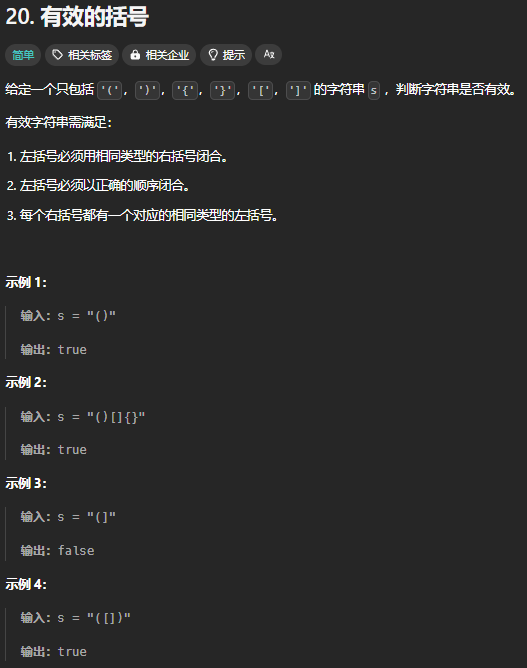 20. 有效的括号
简单 相关标签 相关企业 提示 Aあ
给定一个只包括 '('，')'，'{'，'}'，'['，']' 的字符串 s ，判断字符串是否有效。
有效字符串需满足：
1. 左括号必须用相同类型的右括号闭合。
2. 左括号必须以正确的顺序闭合。
3. 每个右括号都有一个对应的相同类型的左括号。
示例 1：
输入：s = "()"
输出：true
示例 2：
输入：s = "()[]{}"
输出：true
示例 3：
输入：s = "(]"
输出：false
示例 4：
输入：s = "([])"
输出：true